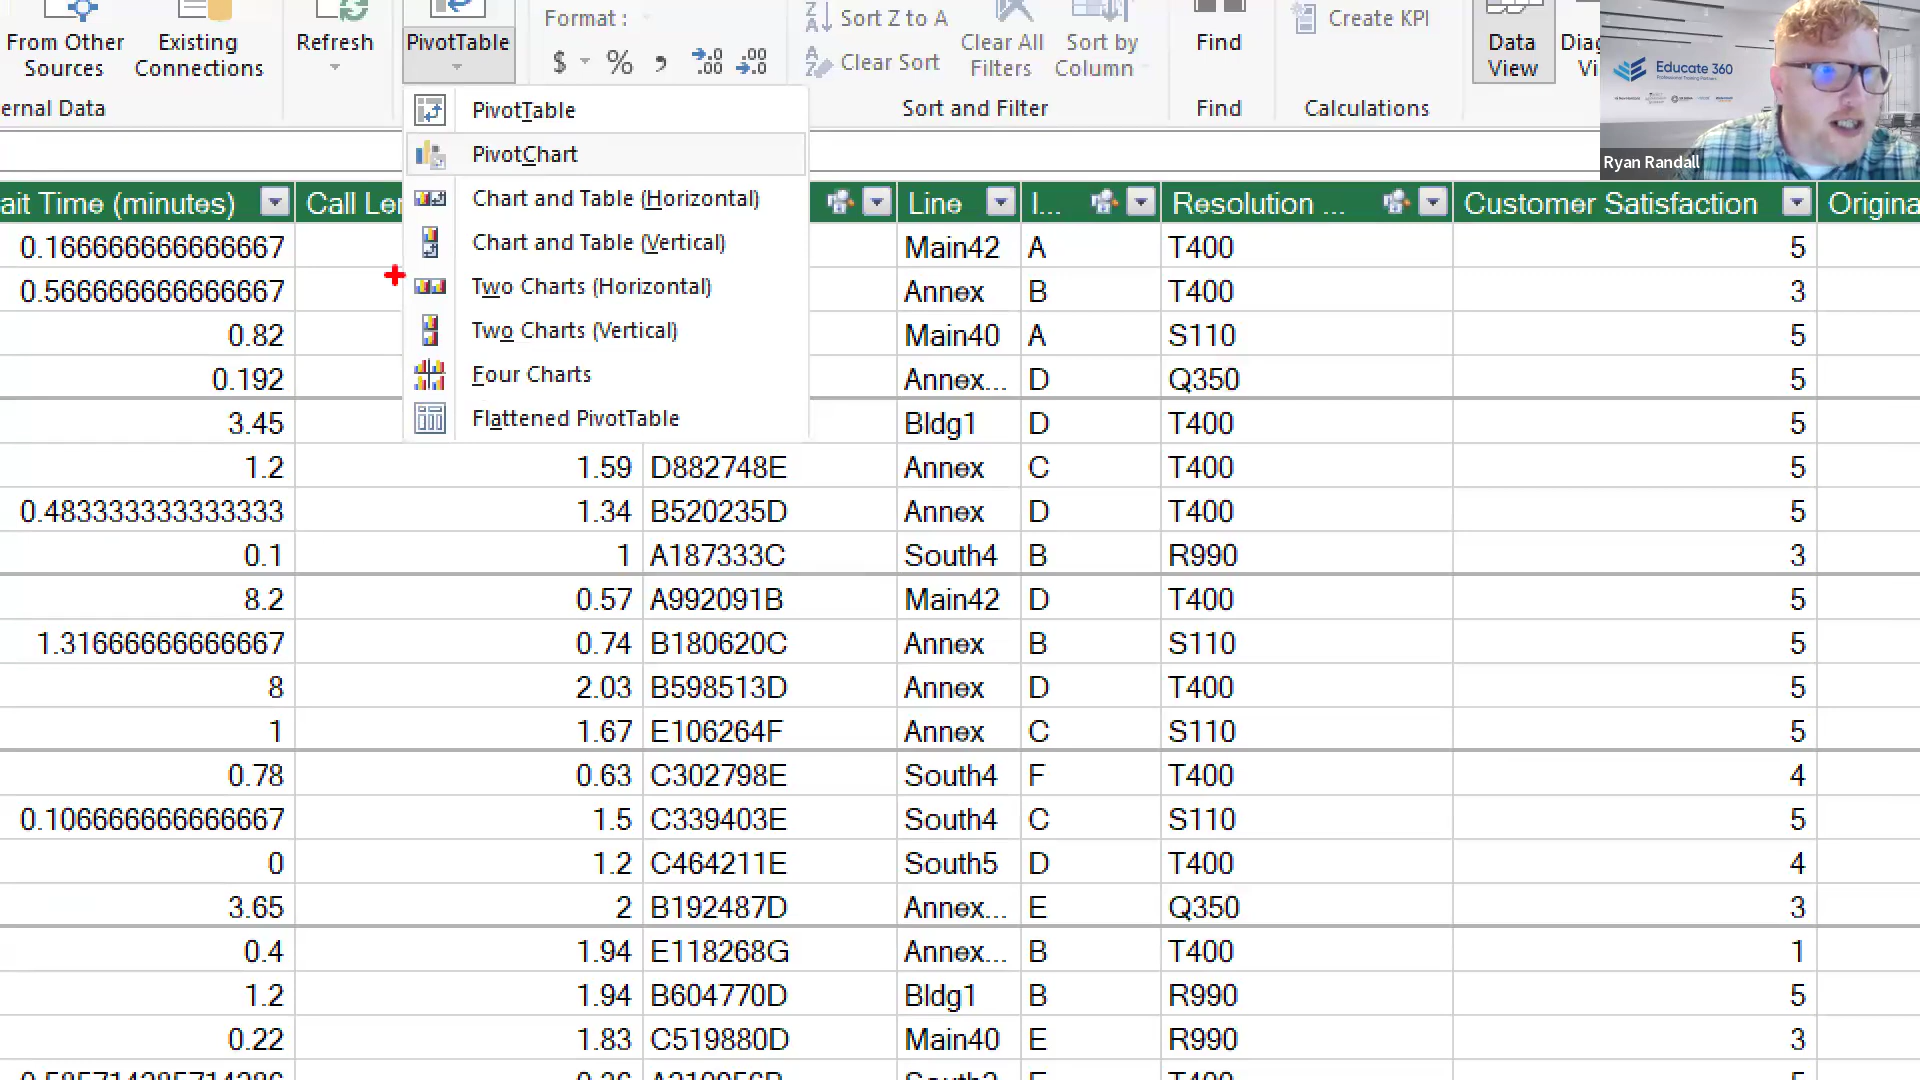 From Other Sources
Existing Connections
Refresh
PivotTable
Format :
$ % ,
Sort Z to A
Clear Sort
Clear All Filters
Sort by Column
Find
Create KPI
Data View
ernal Data
Sort and Filter
Find
Calculations
Educate 360
Ryan Randall
PivotTable
PivotChart
Chart and Table (Horizontal)
Chart and Table (Vertical)
Two Charts (Horizontal)
Two Charts (Vertical)
Four Charts
Flattened PivotTable
ait Time (minutes) Call Ler Line I... Resolution ... Customer Satisfaction Origina
0.166666666666667 Main42 A T400 5
0.566666666666667 Annex B T400 3
0.82 Main40 A S110 5
0.192 Annex... D Q350 5
3.45 Bldg1 D T400 5
1.2 1.59 D882748E Annex C T400 5
0.483333333333333 1.34 B520235D Annex D T400 5
0.1 1 A187333C South4 B R990 3
8.2 0.57 A992091B Main42 D T400 5
1.31666666666667 0.74 B180620C Annex B S110 5
8 2.03 B598513D Annex D T400 5
1 1.67 E106264F Annex C S110 5
0.78 0.63 C302798E South4 F T400 4
0.106666666666667 1.5 C339403E South4 C S110 5
0 1.2 C464211E South5 D T400 4
3.65 2 B192487D Annex... E Q350 3
0.4 1.94 E118268G Annex... B T400 1
1.2 1.94 B604770D Bldg1 B R990 5
0.22 1.83 C519880D Main40 E R990 3